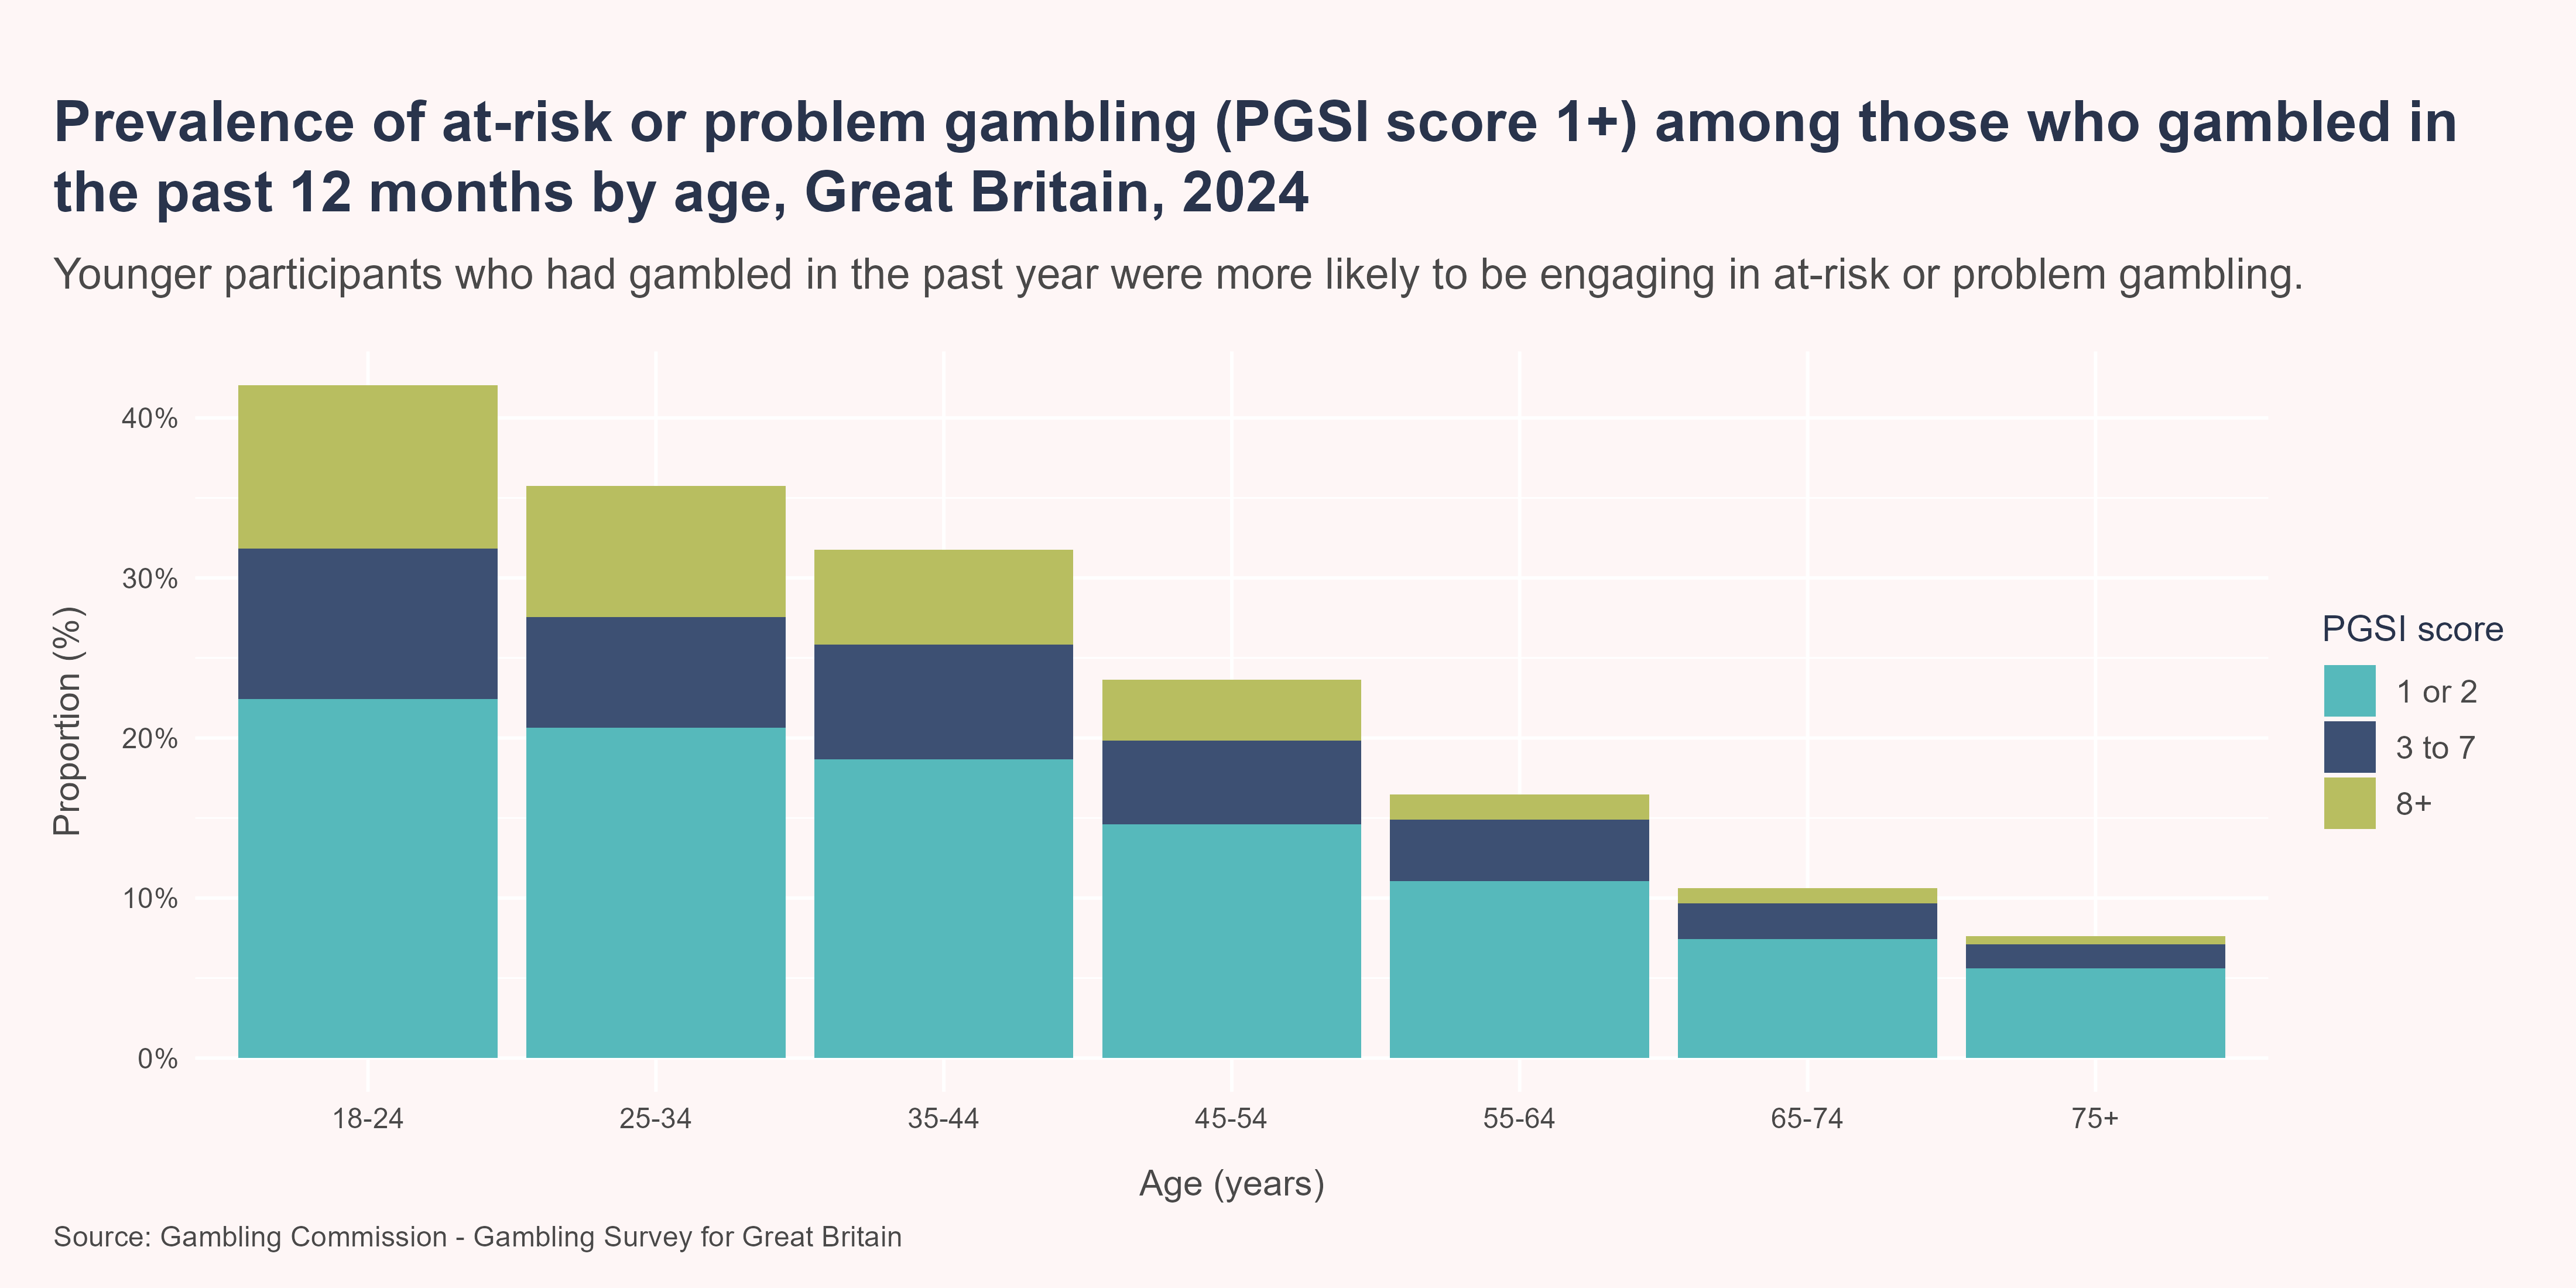 Prevalence of at-risk or problem gambling (PGSI score 1+) among those who gambled in
the past 12 months by age, Great Britain, 2024
Younger participants who had gambled in the past year were more likely to be engaging in at-risk or problem gambling.
Proportion (%)
40%
30%
20%
10%
0%
18-24
25-34
35-44
45-54
55-64
65-74
75+
Age (years)
PGSI score
1 or 2
3 to 7
8+
Source: Gambling Commission - Gambling Survey for Great Britain